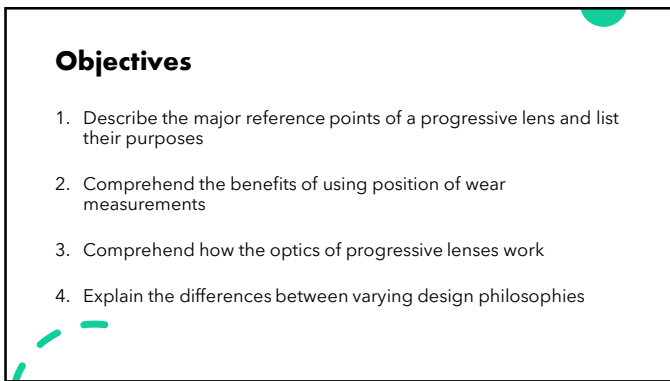 Objectives
1. Describe the major reference points of a progressive lens and list
their purposes
2. Comprehend the benefits of using position of wear
measurements
3. Comprehend how the optics of progressive lenses work
4. Explain the differences between varying design philosophies